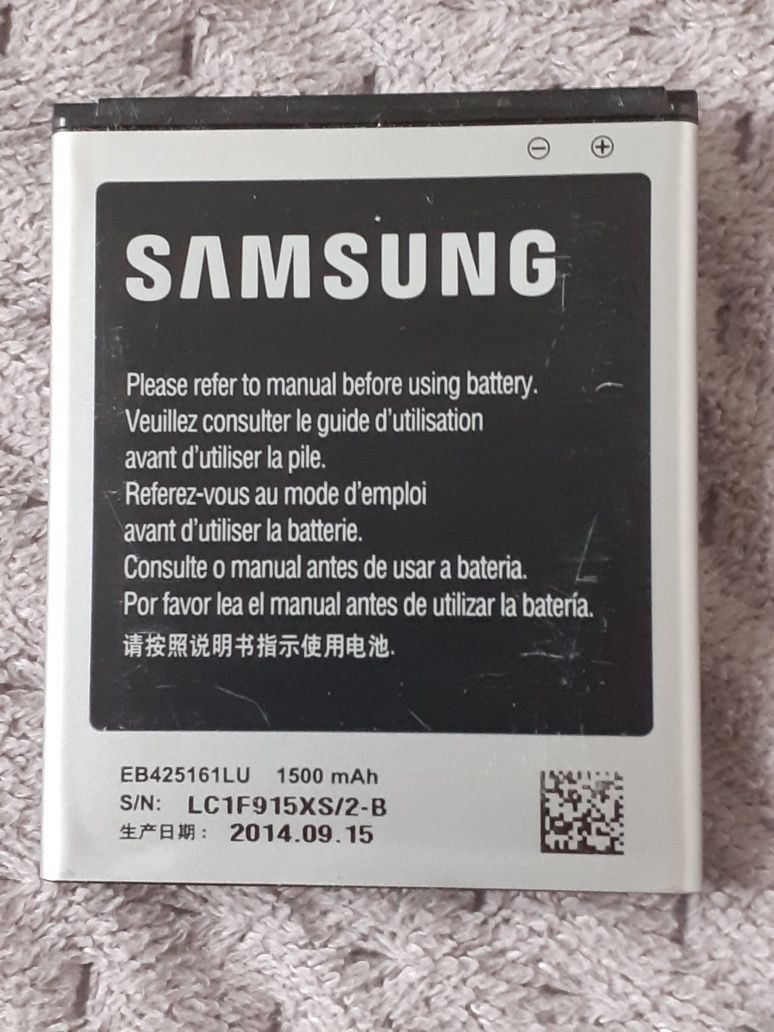 SAMSUNG
Please refer to manual before using battery.
Veuillez consulter le guide d'utilisation
avant d'utiliser la pile.
Referez-vous au mode d'emploi
avant d'utiliser la batterie.
Consulte o manual antes de usar a bateria.
Por favor lea el manual antes de utilizar la batería.
请按照说明书指示使用电池.
EB425161LU 1500 mAh
S/N: LC1F915XS/2-B
生产日期: 2014.09.15